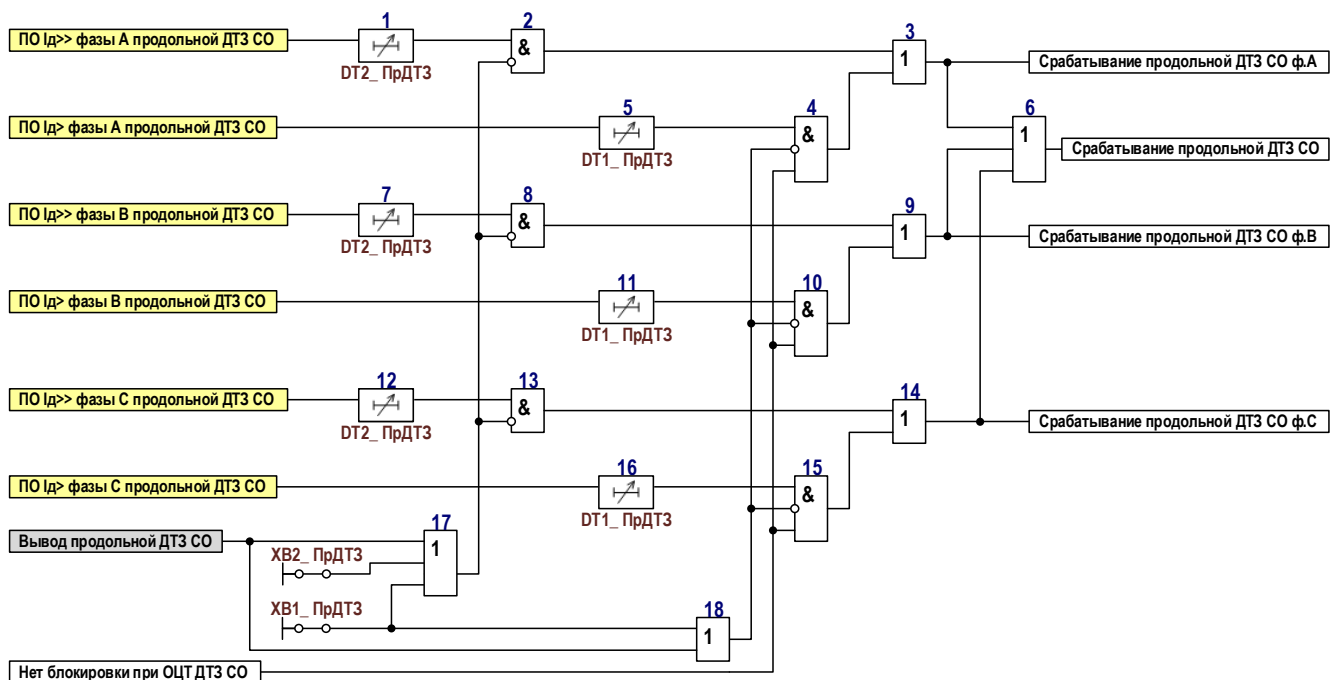 1
2
3
ПО Iд>> фазы А продольной ДТЗ СО
&
1
Срабатывание продольной ДТЗ СО ф.А
DT2_ ПрДТЗ
5
4
6
ПО Iд> фазы А продольной ДТЗ СО
&
1
Срабатывание продольной ДТЗ СО
DT1_ ПрДТЗ
7
8
9
ПО Iд>> фазы В продольной ДТЗ СО
&
1
Срабатывание продольной ДТЗ СО ф.В
DT2_ ПрДТЗ
11
10
ПО Iд> фазы В продольной ДТЗ СО
&
DT1_ ПрДТЗ
12
13
14
ПО Iд>> фазы С продольной ДТЗ СО
&
1
Срабатывание продольной ДТЗ СО ф.С
DT2_ ПрДТЗ
16
15
ПО Iд> фазы С продольной ДТЗ СО
&
DT1_ ПрДТЗ
17
Вывод продольной ДТЗ СО
1
XB2_ ПрДТЗ
XB1_ ПрДТЗ
18
1
Нет блокировки при ОЦТ ДТЗ СО